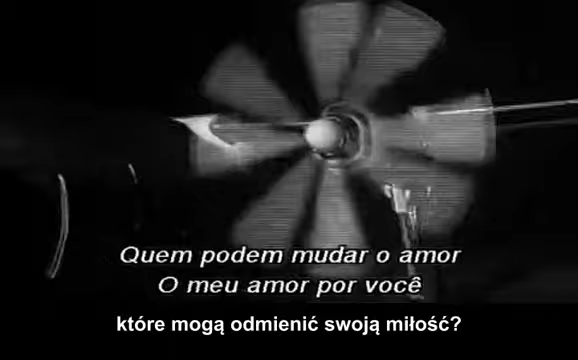 Quem podem mudar o amor
O meu amor por você
które mogą odmienić swoją miłość?